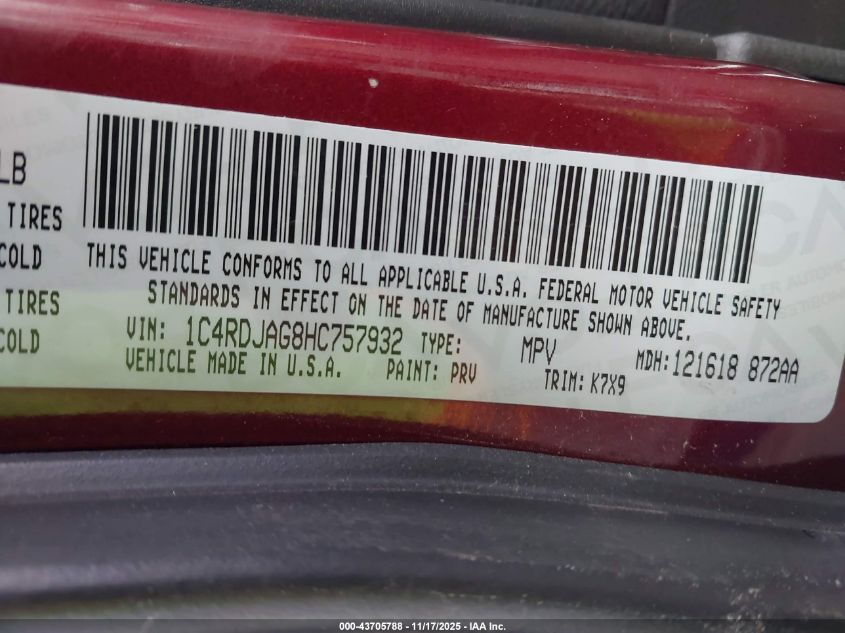 LB
TIRES
COLD
TIRES
COLD
THIS VEHICLE CONFORMS TO ALL APPLICABLE U.S.A. FEDERAL MOTOR VEHICLE SAFETY
STANDARDS IN EFFECT ON THE DATE OF MANUFACTURE SHOWN ABOVE.
VIN: 1C4RDJAG8HC757932 TYPE: MPV MDH:121618 872AA
VEHICLE MADE IN U.S.A. PAINT: PRV TRIM: K7X9
000-43705788 - 11/17/2025 - IAA Inc.